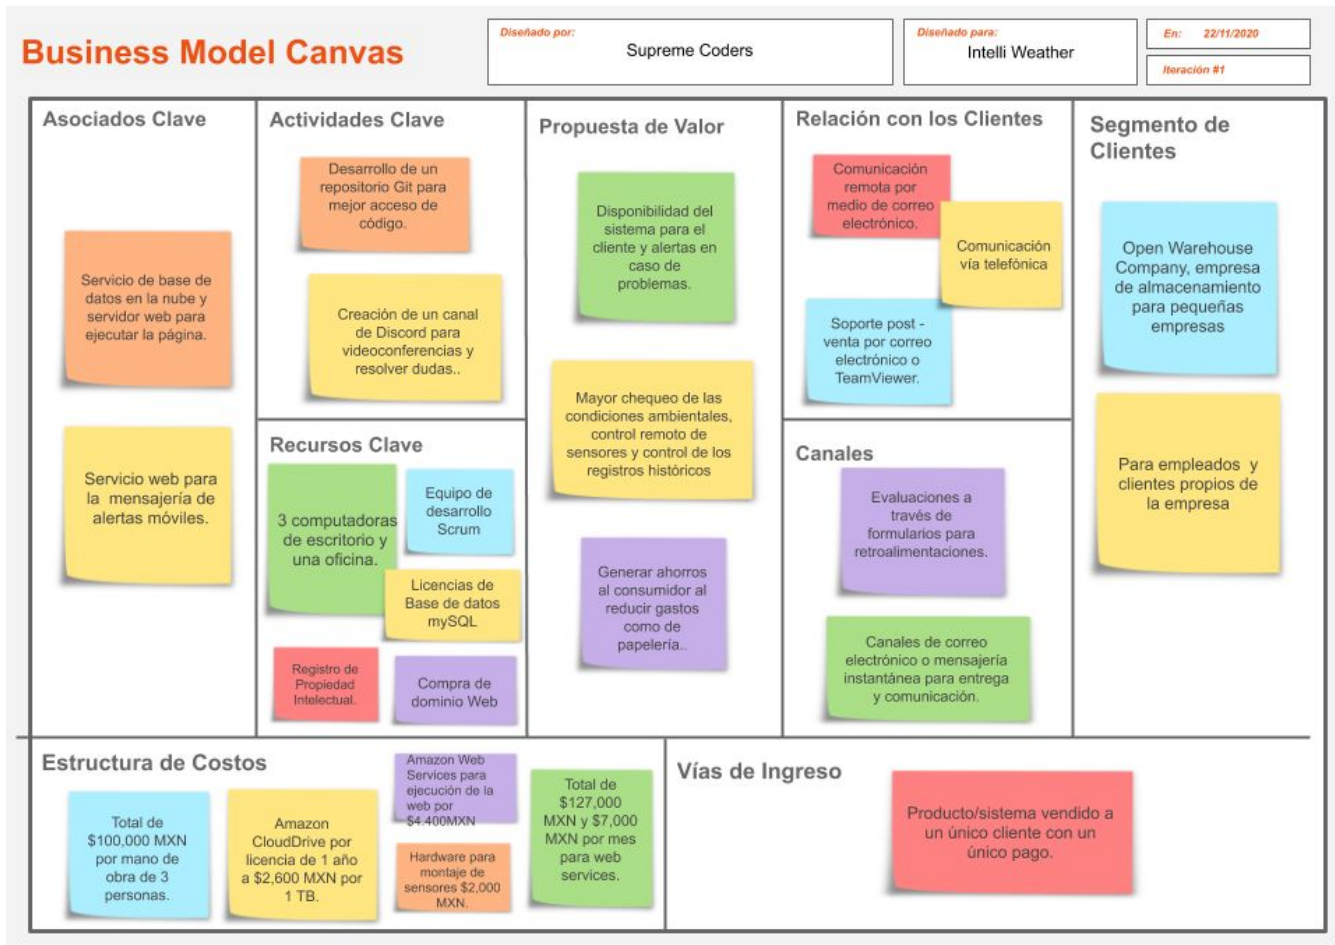 Business Model Canvas
Diseñado por:
Supreme Coders
Diseñado para:
Intelli Weather
En: 22/11/2020
Iteración #1
Asociados Clave
Servicio de base de
datos en la nube y
servidor web para
ejecutar la página.
Servicio web para
la mensajería de
alertas móviles.
Actividades Clave
Desarrollo de un
repositorio Git para
mejor acceso de
código.
Creación de un canal
de Discord para
videoconferencias y
resolver dudas..
Recursos Clave
3 computadoras
de escritorio y
una oficina.
Equipo de
desarrollo
Scrum
Licencias de
Base de datos
mySQL
Registro de
Propiedad
Intelectual.
Compra de
dominio Web
Propuesta de Valor
Disponibilidad del
sistema para el
cliente y alertas en
caso de
problemas.
Mayor chequeo de las
condiciones ambientales,
control remoto de
sensores y control de los
registros históricos
Generar ahorros
al consumidor al
reducir gastos
como de
papelería..
Relación con los Clientes
Comunicación
remota por
medio de correo
electrónico.
Comunicación
vía telefónica
Soporte post -
venta por correo
electrónico o
TeamViewer.
Canales
Evaluaciones a
través de
formularios para
retroalimentaciones.
Canales de correo
electrónico o mensajería
instantánea para entrega
y comunicación.
Segmento de
Clientes
Open Warehouse
Company, empresa
de almacenamiento
para pequeñas
empresas
Para empleados y
clientes propios de
la empresa
Estructura de Costos
Total de
$100,000 MXN
por mano de
obra de 3
personas.
Amazon
CloudDrive por
licencia de 1 año
a $2,600 MXN por
1 TB.
Amazon Web
Services para
ejecución de la
web por
$4.400MXN
Hardware para
montaje de
sensores $2,000
MXN.
Total de
$127,000
MXN y $7,000
MXN por mes
para web
services.
Vías de Ingreso
Producto/sistema vendido a
un único cliente con un
único pago.